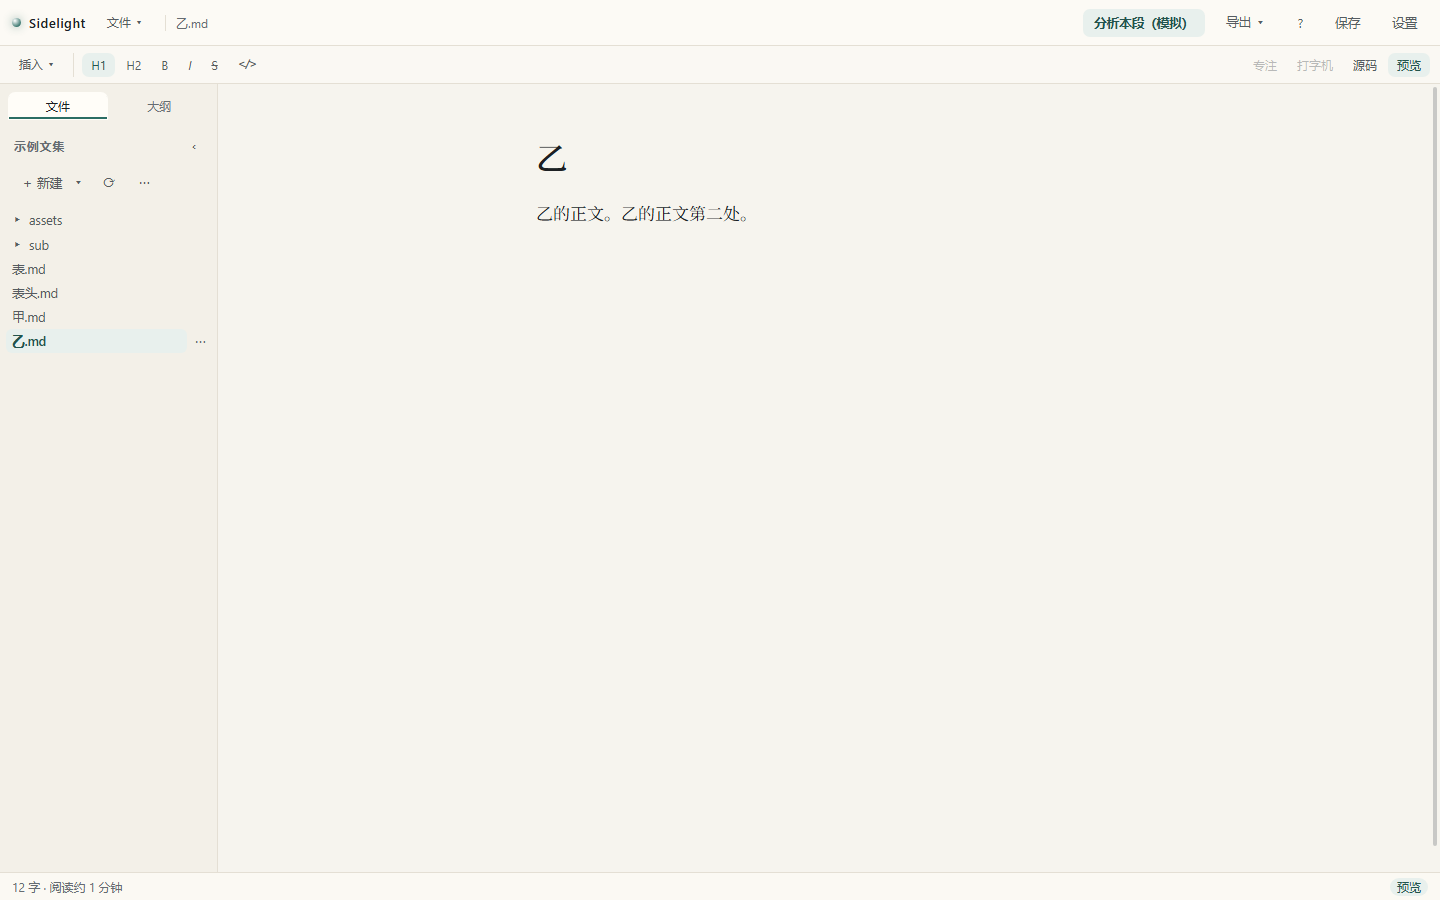 Sidelight 文件 乙.md 分析本段（模拟） 导出 ? 保存 设置
插入 H1 H2 B I S </> 专注 打字机 源码 预览
文件 大纲
示例文集
+ 新建 ...
assets
sub
表.md
表头.md
甲.md
乙.md ...
乙
乙的正文。乙的正文第二处。
12 字 · 阅读约 1 分钟 预览